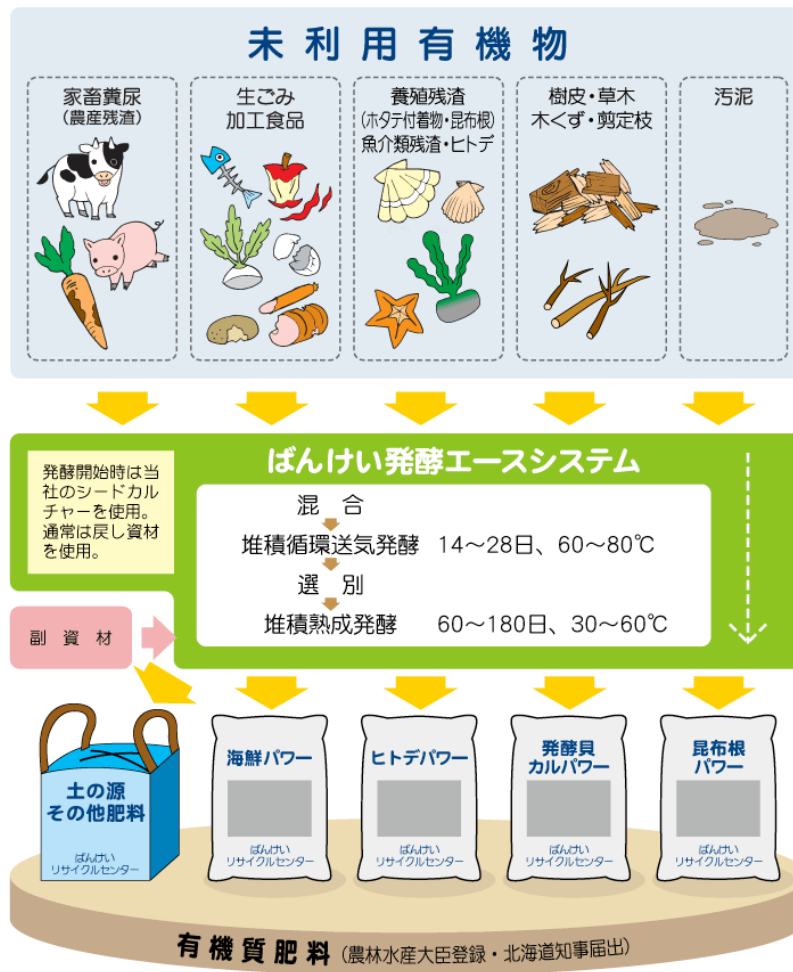 未利用有機物
家畜糞尿
(農産残渣)
生ごみ
加工食品
養殖残渣
(ホタテ付着物・昆布根)
魚介類残渣・ヒトデ
樹皮・草木
木くず・剪定枝
汚泥
発酵開始時は当
社のシードカル
チャーを使用。
通常は戻し資材
を使用。
ばんけい発酵エースシステム
混合
堆積循環送気発酵 14～28日、60～80℃
選別
堆積熟成発酵 60～180日、30～60℃
副資材
土の源
その他肥料
ばんけい
リサイクルセンター
海鮮パワー
ばんけい
リサイクルセンター
ヒトデパワー
ばんけい
リサイクルセンター
発酵貝
カルパワー
ばんけい
リサイクルセンター
昆布根
パワー
ばんけい
リサイクルセンター
有機質肥料(農林水産大臣登録・北海道知事届出)